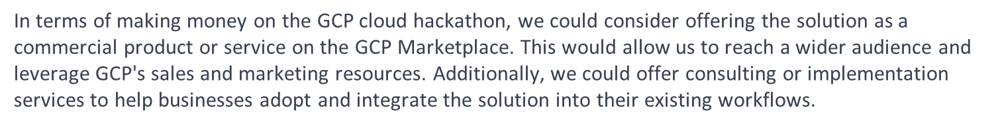 In terms of making money on the GCP cloud hackathon, we could consider offering the solution as a
commercial product or service on the GCP Marketplace. This would allow us to reach a wider audience and
leverage GCP's sales and marketing resources. Additionally, we could offer consulting or implementation
services to help businesses adopt and integrate the solution into their existing workflows.